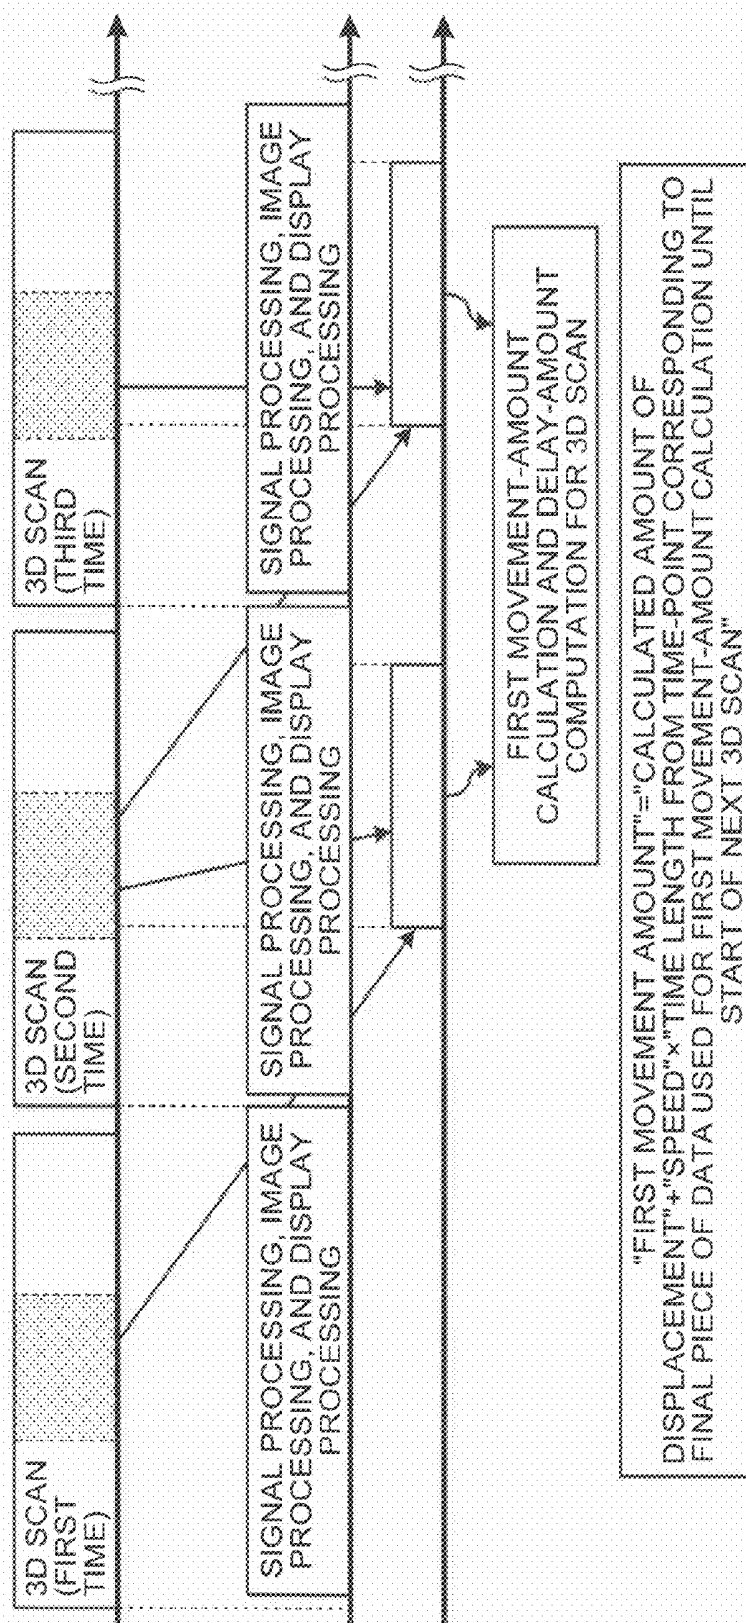 3D SCAN
(FIRST
TIME)
3D SCAN
(SECOND
TIME)
3D SCAN
(THIRD
TIME)
SIGNAL PROCESSING, IMAGE
PROCESSING, AND DISPLAY
PROCESSING
SIGNAL PROCESSING, IMAGE
PROCESSING, AND DISPLAY
PROCESSING
SIGNAL PROCESSING, IMAGE
PROCESSING, AND DISPLAY
PROCESSING
FIRST MOVEMENT-AMOUNT
CALCULATION AND DELAY-AMOUNT
COMPUTATION FOR 3D SCAN
"FIRST MOVEMENT AMOUNT"="CALCULATED AMOUNT OF
DISPLACEMENT"+"SPEED"×"TIME LENGTH FROM TIME-POINT CORRESPONDING TO
FINAL PIECE OF DATA USED FOR FIRST MOVEMENT-AMOUNT CALCULATION UNTIL
START OF NEXT 3D SCAN"